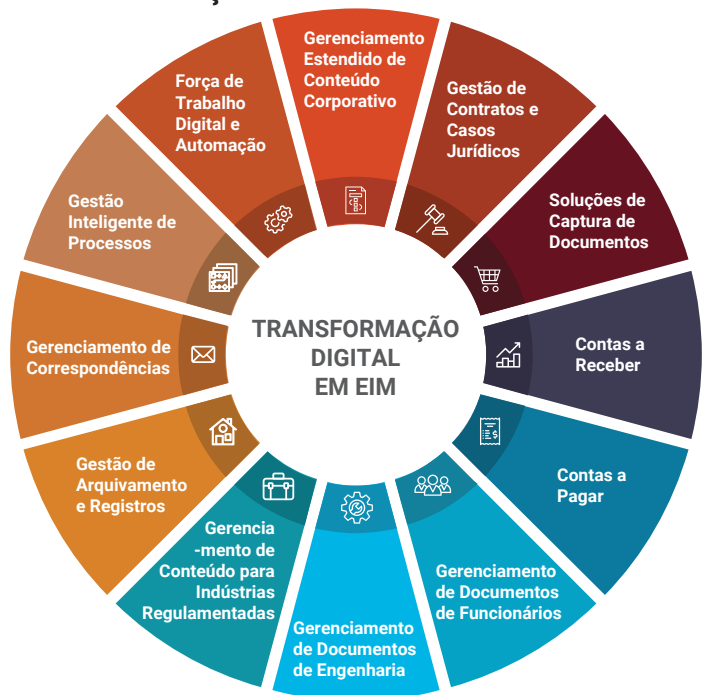 Gerenciamento
Estendido de
Conteúdo
Corporativo
Gestão de
Contratos e
Casos
Jurídicos
Soluções de
Captura de
Documentos
Contas a
Receber
Contas a
Pagar
Gerenciamento
de Documentos
de Funcionários
Gerenciamento
de Documentos
de Engenharia
Gerencia
-mento de
Conteúdo para
Indústrias
Regulamentadas
Gestão de
Arquivamento
e Registros
Gerenciamento de
Correspondências
Gestão
Inteligente de
Processos
Força de
Trabalho
Digital e
Automação
TRANSFORMAÇÃO
DIGITAL
EM EIM